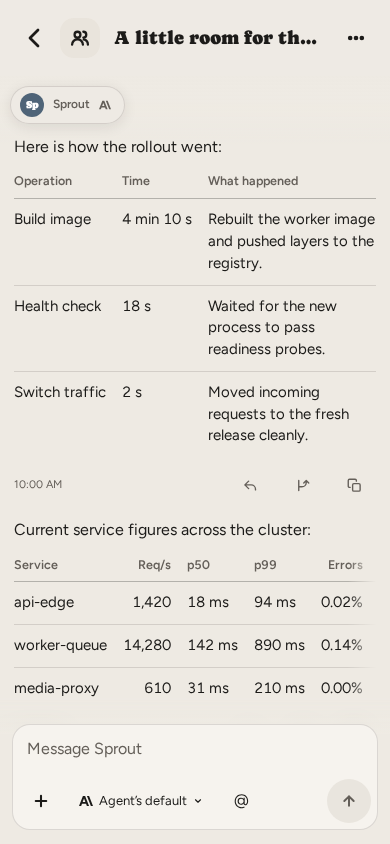 A little room for th...
Sp Sprout
Here is how the rollout went:
Operation Time What happened
Build image 4 min 10 s Rebuilt the worker image
and pushed layers to the
registry.
Health check 18 s Waited for the new
process to pass
readiness probes.
Switch traffic 2 s Moved incoming
requests to the fresh
release cleanly.
10:00 AM
Current service figures across the cluster:
Service Req/s p50 p99 Errors
api-edge 1,420 18 ms 94 ms 0.02%
worker-queue 14,280 142 ms 890 ms 0.14%
media-proxy 610 31 ms 210 ms 0.00%
Message Sprout
Agent’s default @